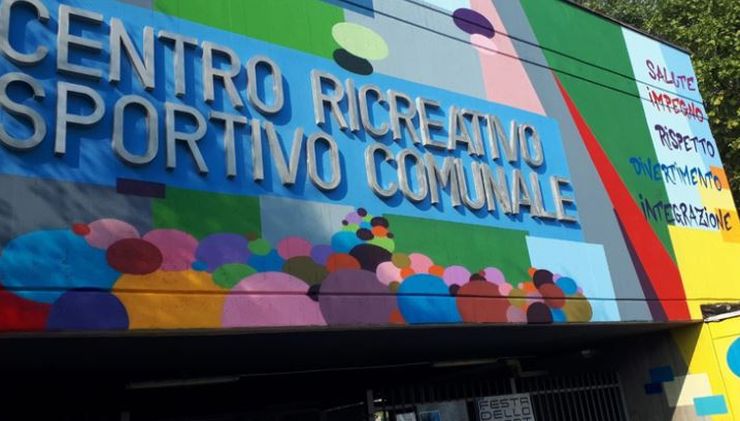 CENTRO RICREATIVO
SPORTIVO COMUNALE
SALUTE
IMPEGNO
RISPETTO
DIVERTIMENTO
INTEGRAZIONE
FESTA
DELLO